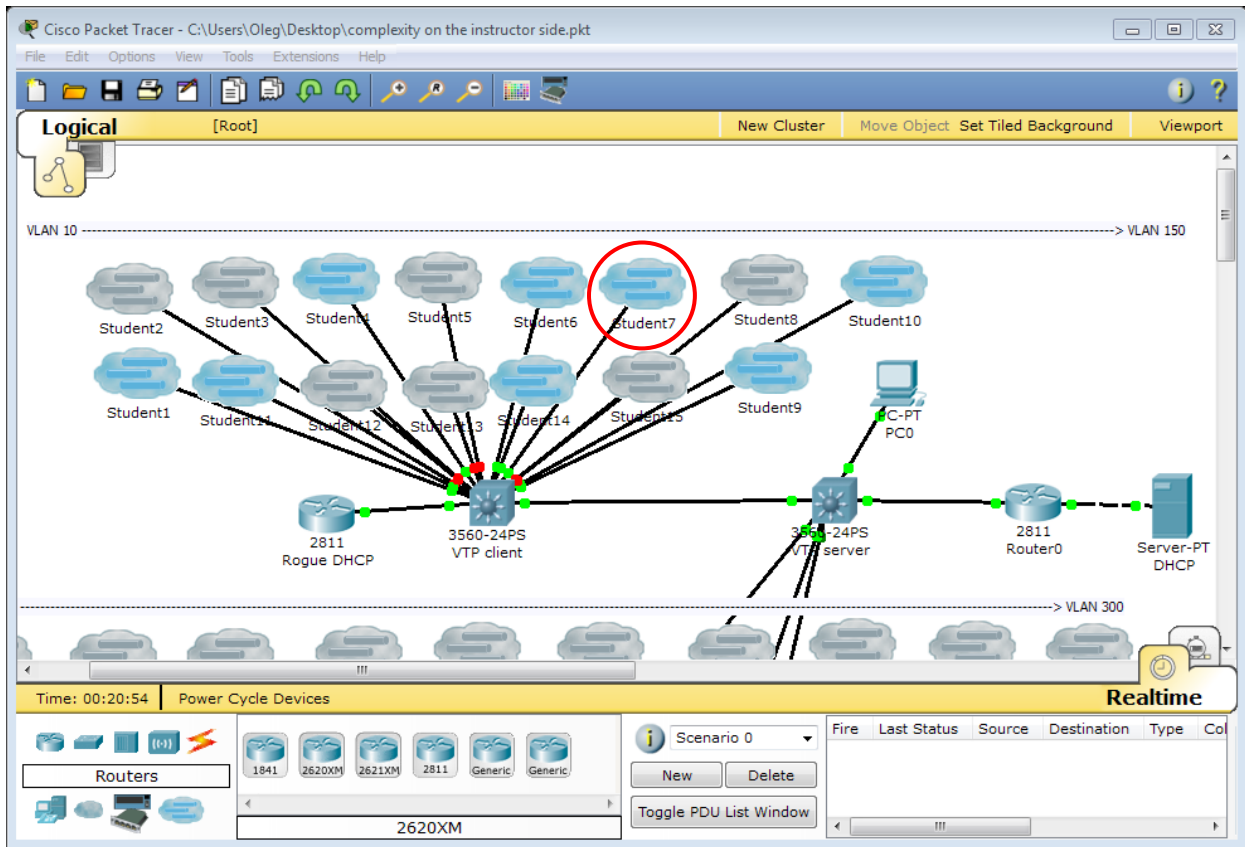 Cisco Packet Tracer - C:\Users\Oleg\Desktop\complexity on the instructor side.pkt
File Edit Options View Tools Extensions Help
Logical [Root] New Cluster Move Object Set Tiled Background Viewport
VLAN 10 ---> VLAN 150
Student2 Student3 Student4 Student5 Student6 Student7 Student8 Student10
Student1 Student11 Student12 Student13 Student14 Student15 Student9
PC-PT
PC0
2811
Rogue DHCP
3560-24PS
VTP client
3560-24PS
VTP server
2811
Router0
Server-PT
DHCP
---> VLAN 300
Time: 00:20:54 Power Cycle Devices Realtime
Routers
1841 2620XM 2621XM 2811 Generic Generic
2620XM
Scenario 0
New Delete
Toggle PDU List Window
Fire Last Status Source Destination Type Col